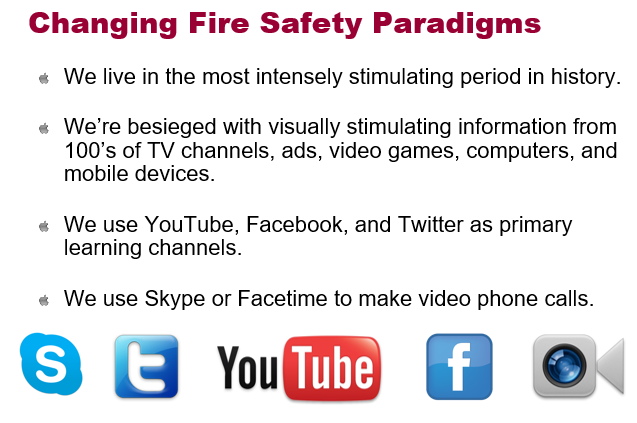 Changing Fire Safety Paradigms
We live in the most intensely stimulating period in history.
We’re besieged with visually stimulating information from
100’s of TV channels, ads, video games, computers, and
mobile devices.
We use YouTube, Facebook, and Twitter as primary
learning channels.
We use Skype or Facetime to make video phone calls.
S t YouTube f